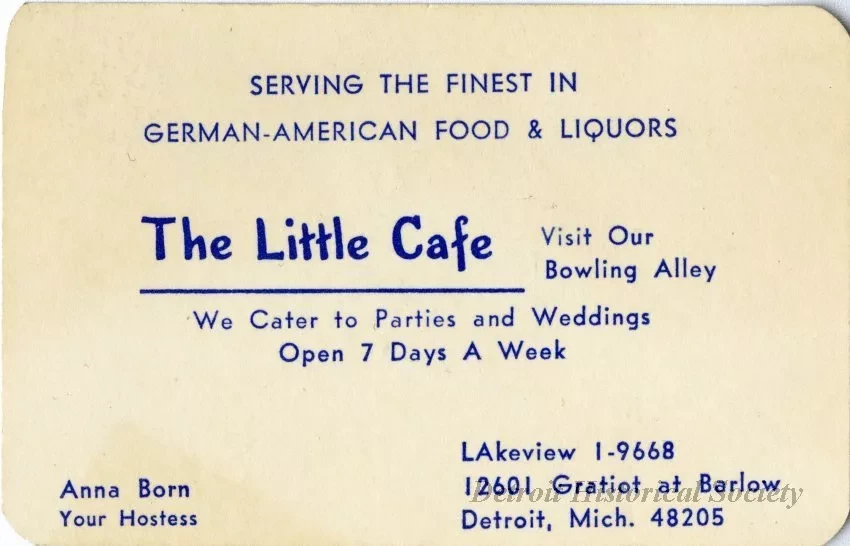 SERVING THE FINEST IN
GERMAN-AMERICAN FOOD & LIQUORS
The Little Cafe
Visit Our
Bowling Alley
We Cater to Parties and Weddings
Open 7 Days A Week
Anna Born
Your Hostess
LAkeview 1-9668
12601 Gratiot at Barlow
Detroit, Mich. 48205
Detroit Historical Society